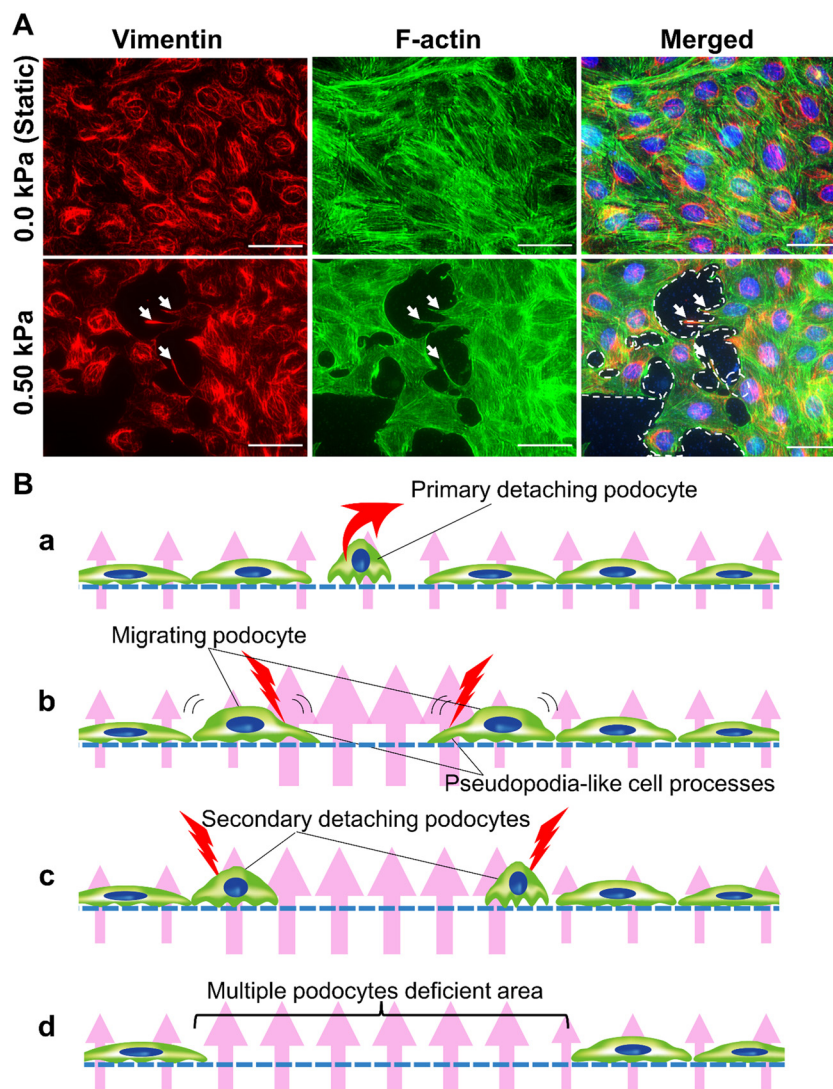 A
Vimentin
F-actin
Merged
0.0 kPa (Static)
0.50 kPa
B
Primary detaching podocyte
a
Migrating podocyte
b
Pseudopodia-like cell processes
Secondary detaching podocytes
c
Multiple podocytes deficient area
d